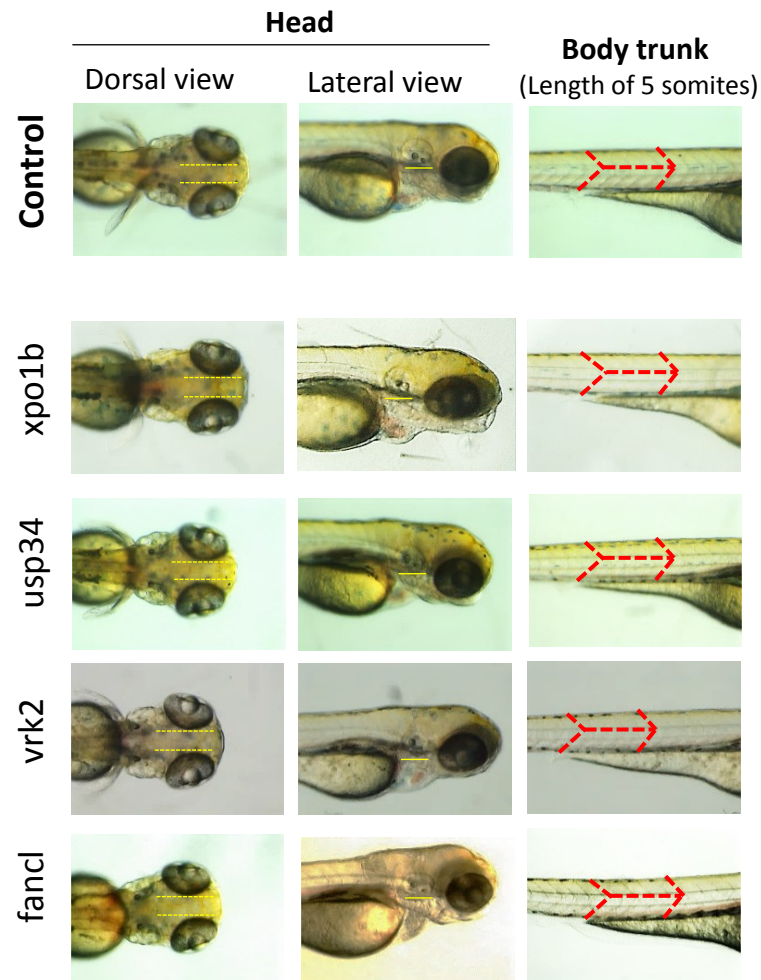 Head
Body trunk
(Length of 5 somites)
Dorsal view
Lateral view
Control
xpo1b
usp34
vrk2
fancl